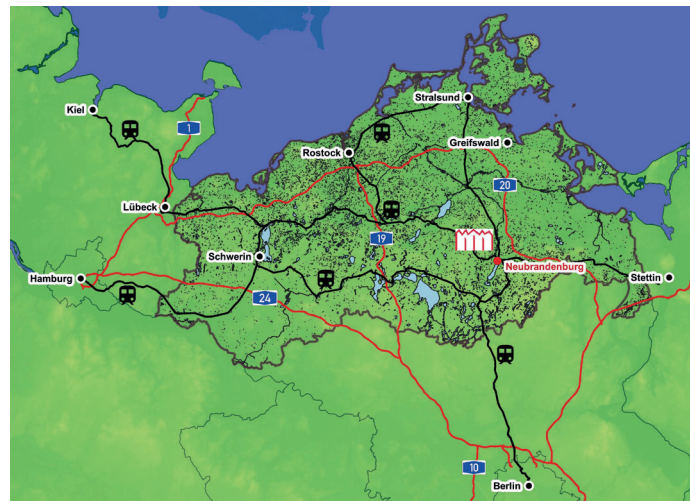 Kiel
1
Stralsund
Greifswald
Rostock
20
Lübeck
19
Schwerin
Neubrandenburg
Hamburg
Stettin
24
10
Berlin